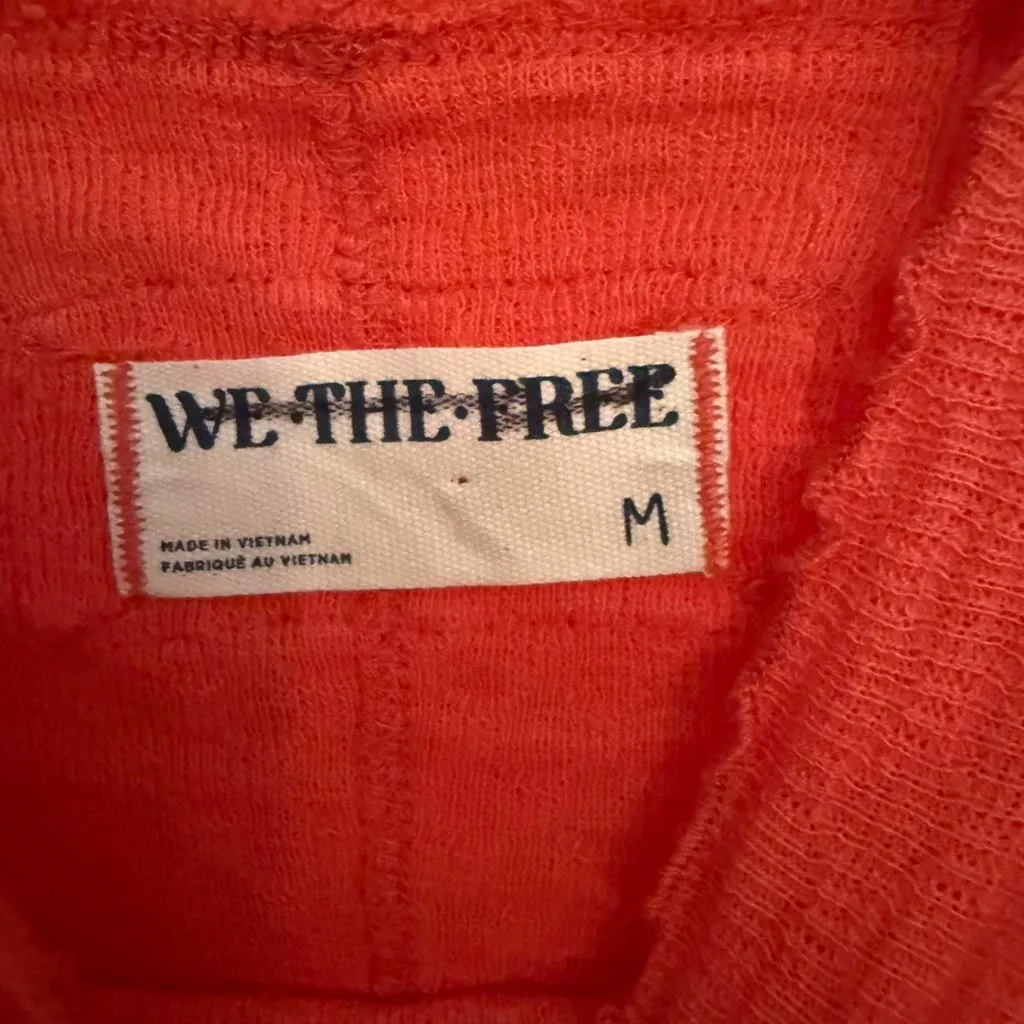 WE·THE·FREE
M
MADE IN VIETNAM
FABRIQUÉ AU VIETNAM